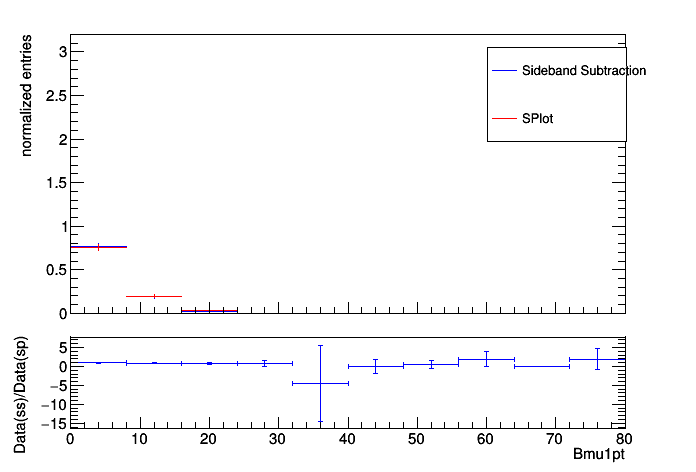 normalized entries
3
2.5
2
1.5
1
0.5
0
Sideband Subtraction
SPlot
Data(ss)/Data(sp)
5
0
−5
−10
−15
0 10 20 30 40 50 60 70 80
Bmu1pt